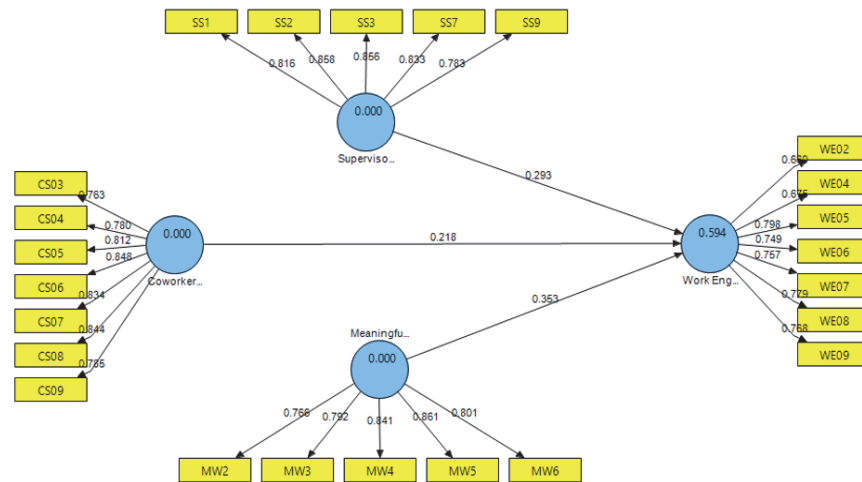 SS1
SS2
SS3
SS7
SS9
0.816
0.858
0.856
0.833
0.783
0.000
Superviso...
0.293
CS03
CS04
CS05
CS06
CS07
CS08
CS09
0.763
0.780
0.812
0.848
0.834
0.844
0.000
Coworker...
0.218
WE02
WE04
WE05
WE06
WE07
WE08
WE09
0.675
0.798
0.749
0.757
0.779
0.768
0.594
Work Eng...
0.353
Meaningfu...
0.000
0.766
0.792
0.841
0.861
0.801
MW2
MW3
MW4
MW5
MW6